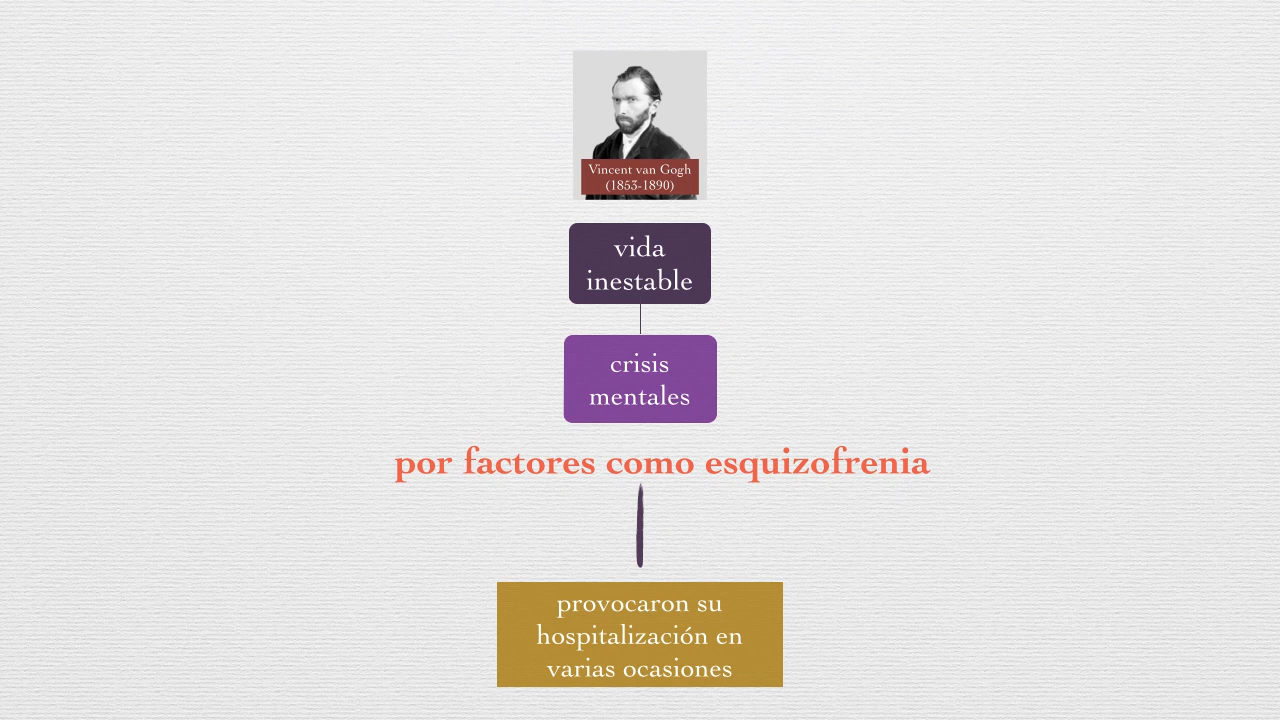 Vincent van Gogh
(1853-1890)
vida
inestable
crisis
mentales
por factores como esquizofrenia
provocaron su
hospitalización en
varias ocasiones